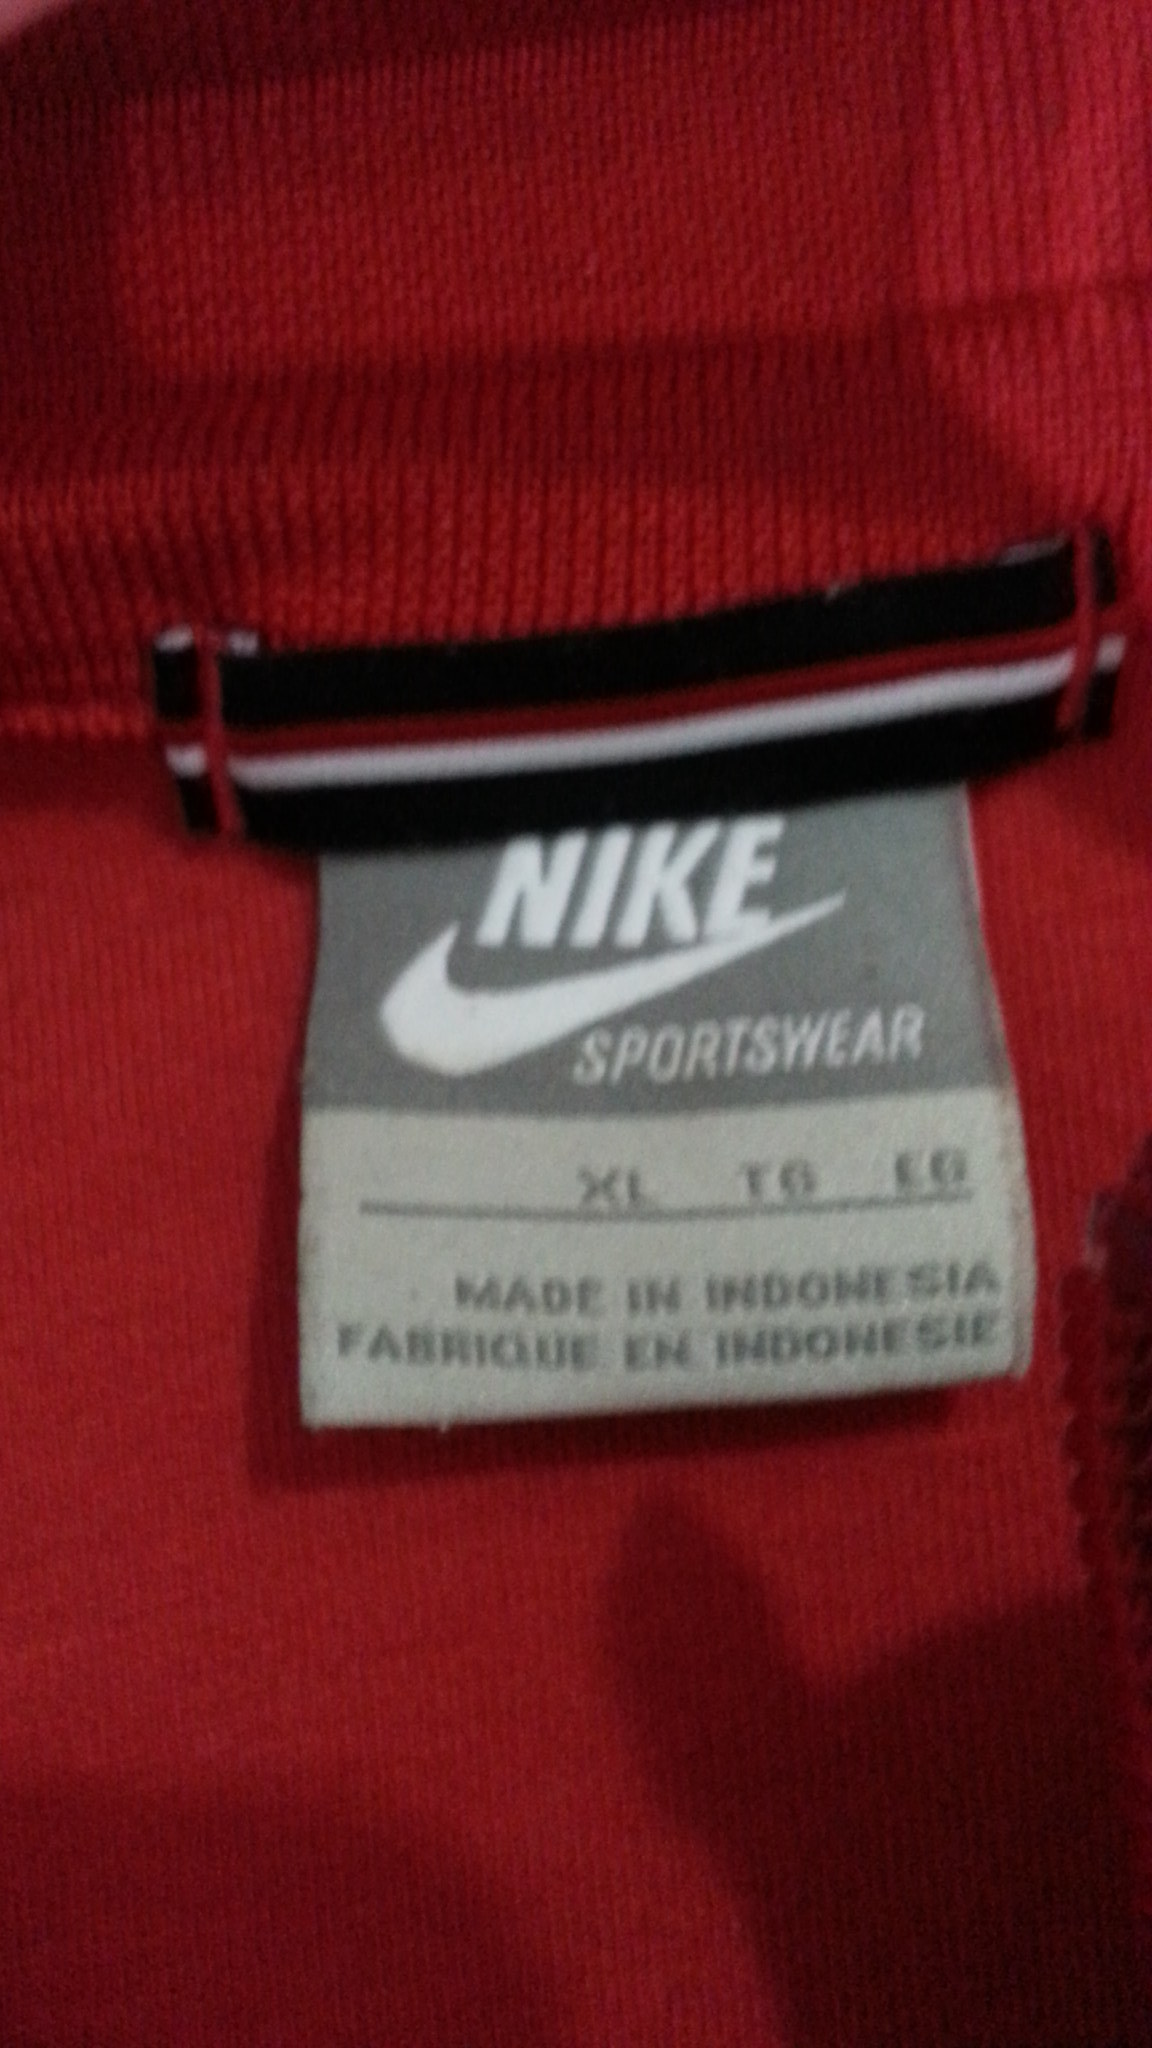 NIKE
SPORTSWEAR
XL TG EG
MADE IN INDONESIA
FABRIQUE EN INDONESIE